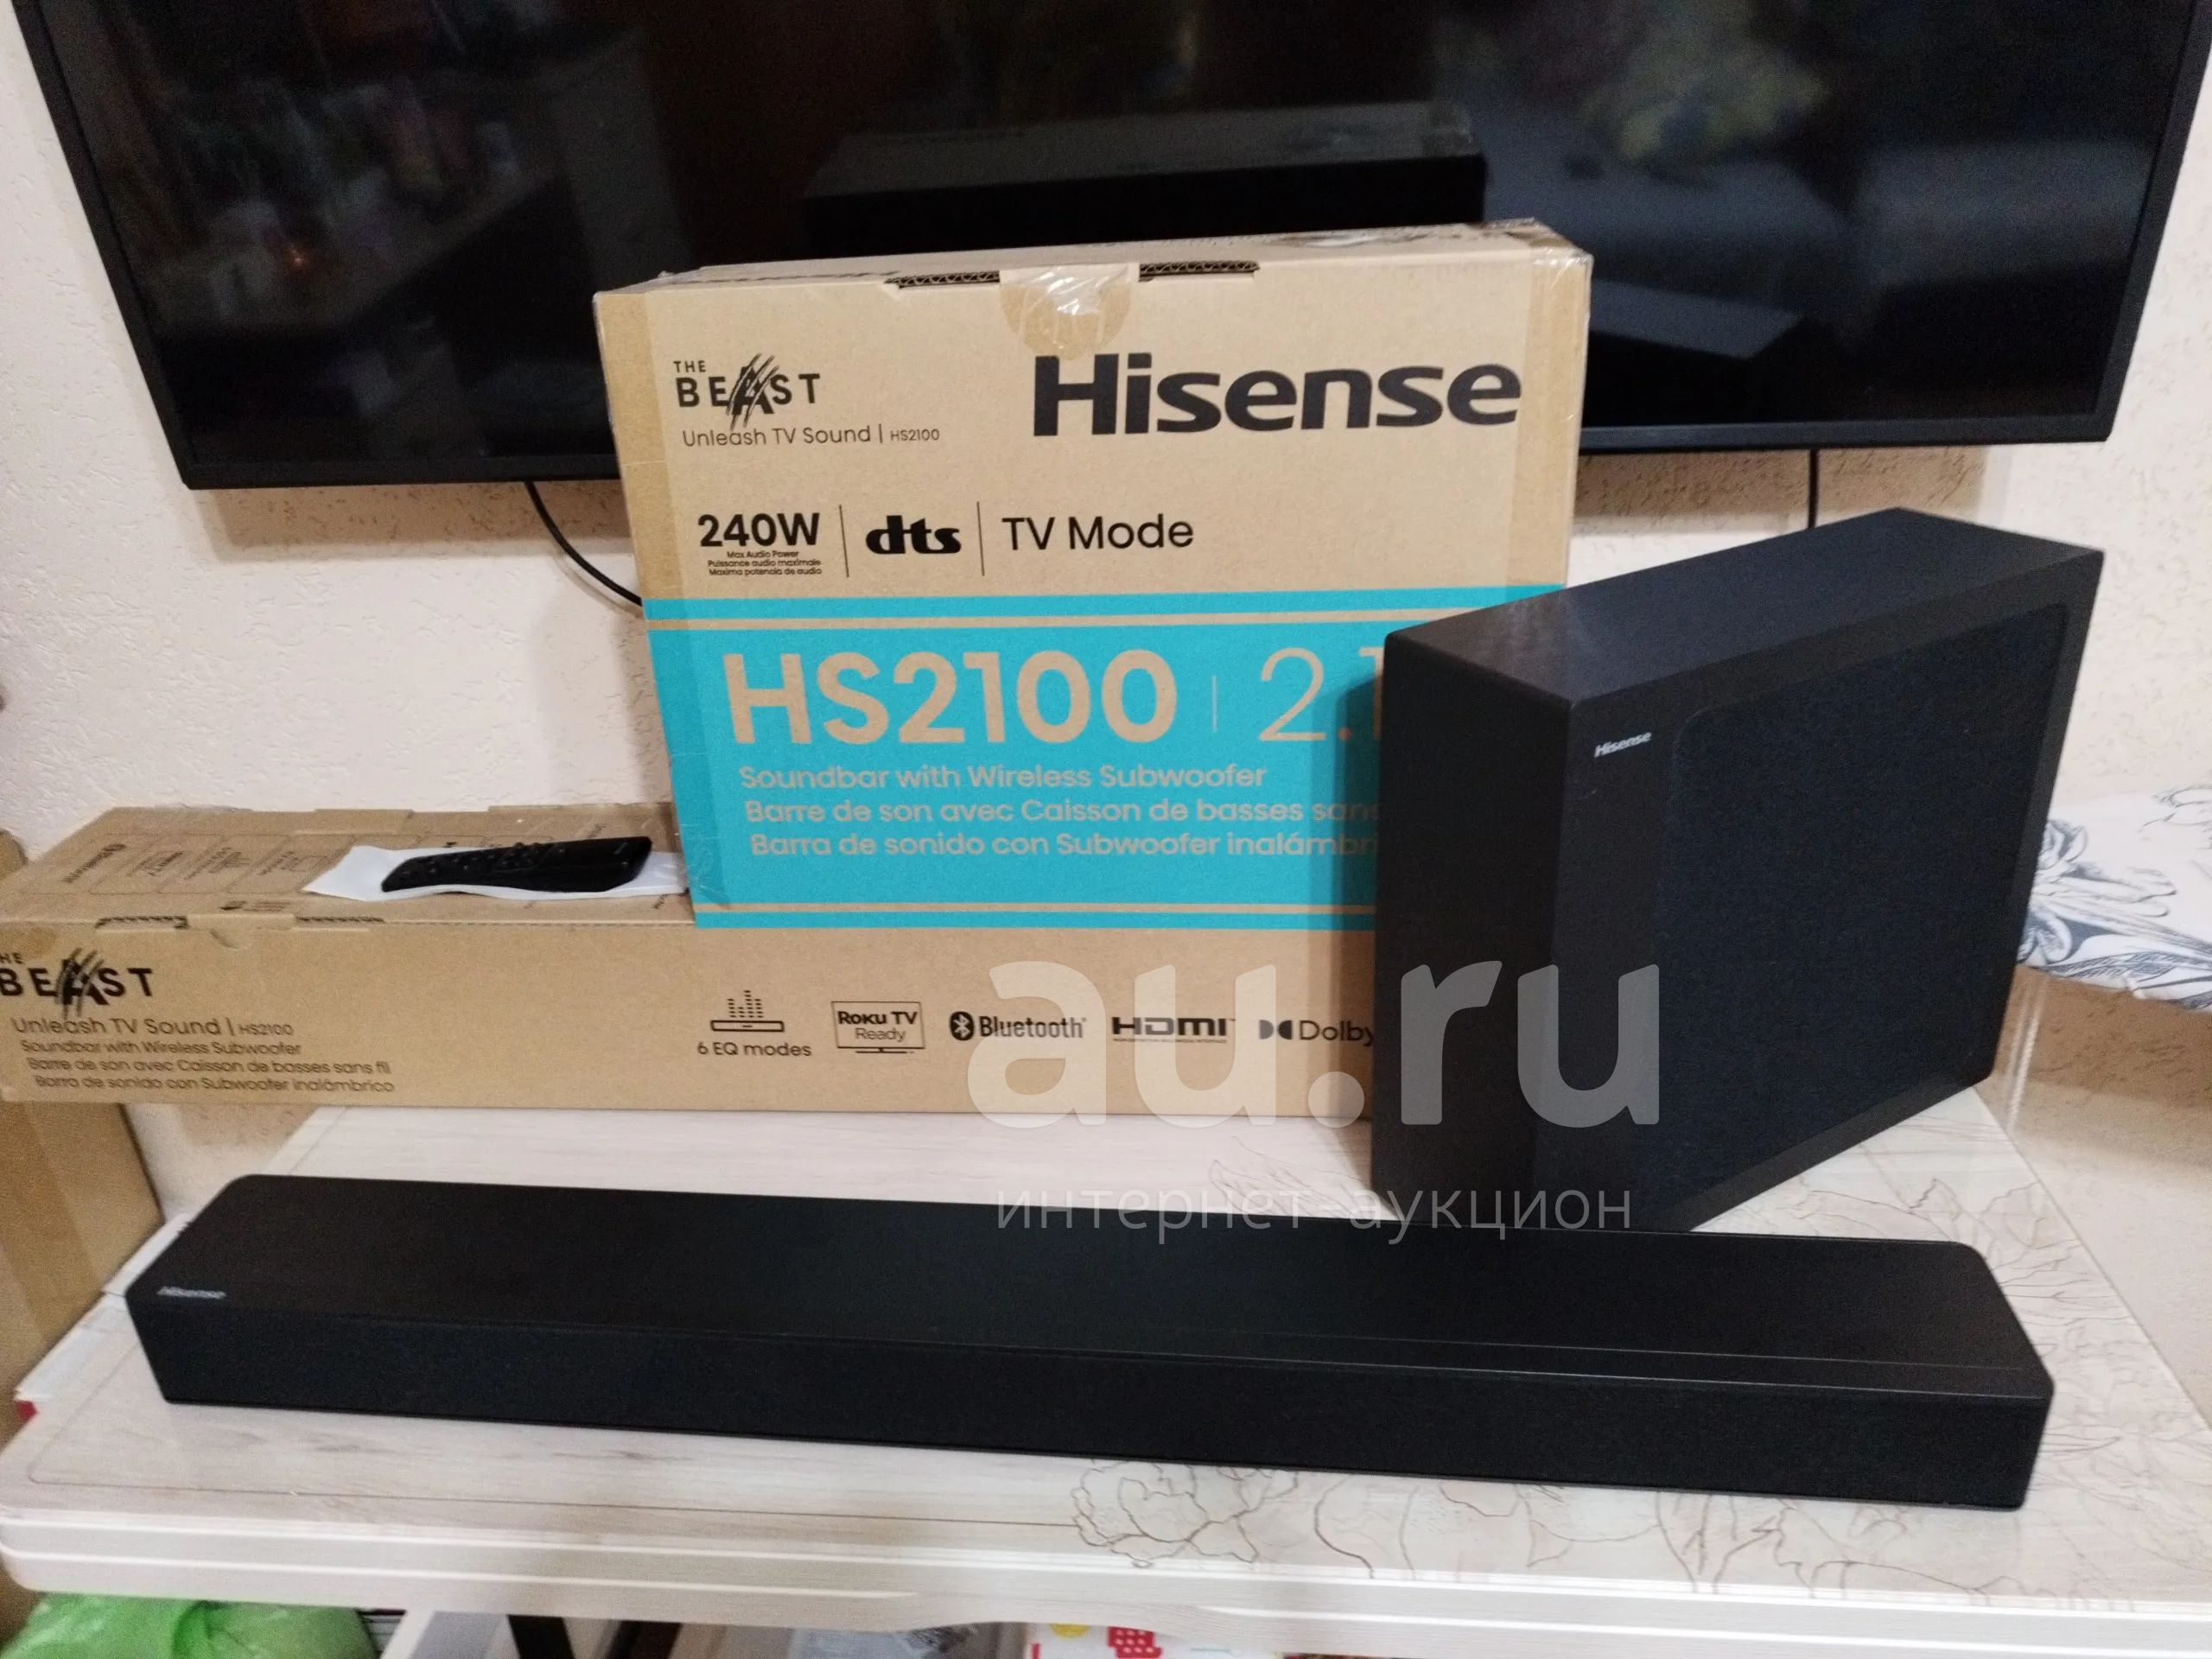 THE
BEAST
Unleash TV Sound | HS2100
Hisense
240W
Max Audio Power
Puissance audio maximale
Máxima potencia de audio
dts
TV Mode
HS2100 | 2.1
Soundbar with Wireless Subwoofer
Barre de son avec Caisson de basses sans
Barra de sonido con Subwoofer inalámbri
Hisense
THE
BEAST
Unleash TV Sound | HS2100
Soundbar with Wireless Subwoofer
Barre de son avec Caisson de basses sans fil
Barra de sonido con Subwoofer inalámbrico
6 EQ modes
Roku TV
Ready
Bluetooth
HDMI
Dolby
au.ru
интернет-аукцион
Hisense